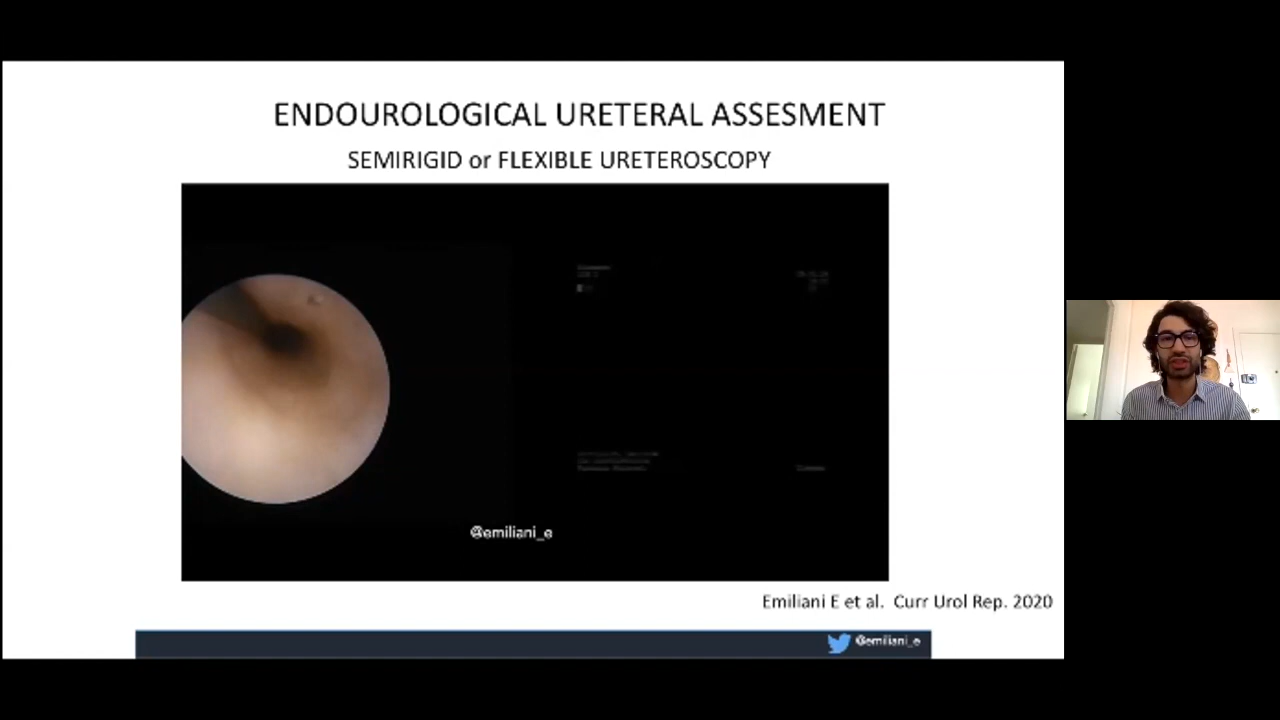 ENDOUROLOGICAL URETERAL ASSESMENT
SEMIRIGID or FLEXIBLE URETEROSCOPY
@emiliani_e
Emiliani E et al. Curr Urol Rep. 2020
@emiliani_e